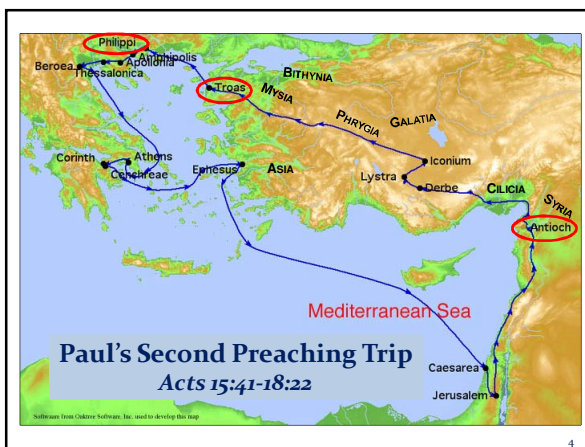 Philippi
Amphipolis
Apollonia
Beroea
Thessalonica
BITHYNIA
Troas
MYSIA
PHRYGIA
GALATIA
Corinth
Athens
Cenchreae
Ephesus
ASIA
Iconium
Lystra
Derbe
CILICIA
SYRIA
Antioch
Mediterranean Sea
Paul's Second Preaching Trip
Acts 15:41-18:22
Caesarea
Jerusalem
Software from Oaktree Software, Inc. used to develop this map
4